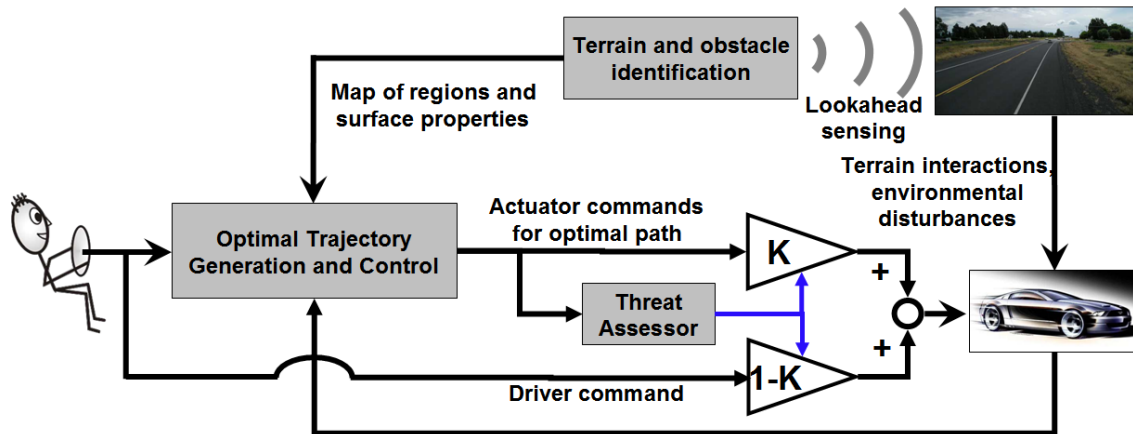 Terrain and obstacle
identification
Map of regions and
surface properties
Lookahead
sensing
Terrain interactions,
environmental
disturbances
Actuator commands
for optimal path
Optimal Trajectory
Generation and Control
K
+
Threat
Assessor
+
1-K
Driver command